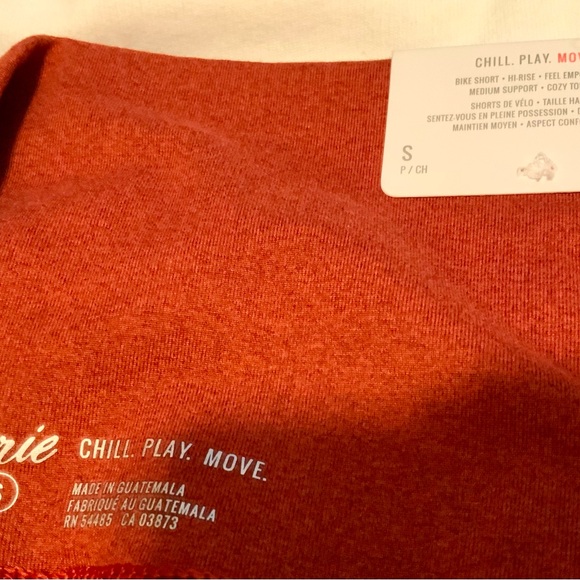 CHILL. PLAY. MOV
BIKE SHORT • HI-RISE • FEEL EMP
MEDIUM SUPPORT • COZY TO
SHORTS DE VÉLO • TAILLE HA
SENTEZ-VOUS EN PLEINE POSSESSION •
MAINTIEN MOYEN • ASPECT CONF
S
P / CH
rie CHILL. PLAY. MOVE.
S
MADE IN GUATEMALA
FABRIQUÉ AU GUATEMALA
RN 54485 CA 03873